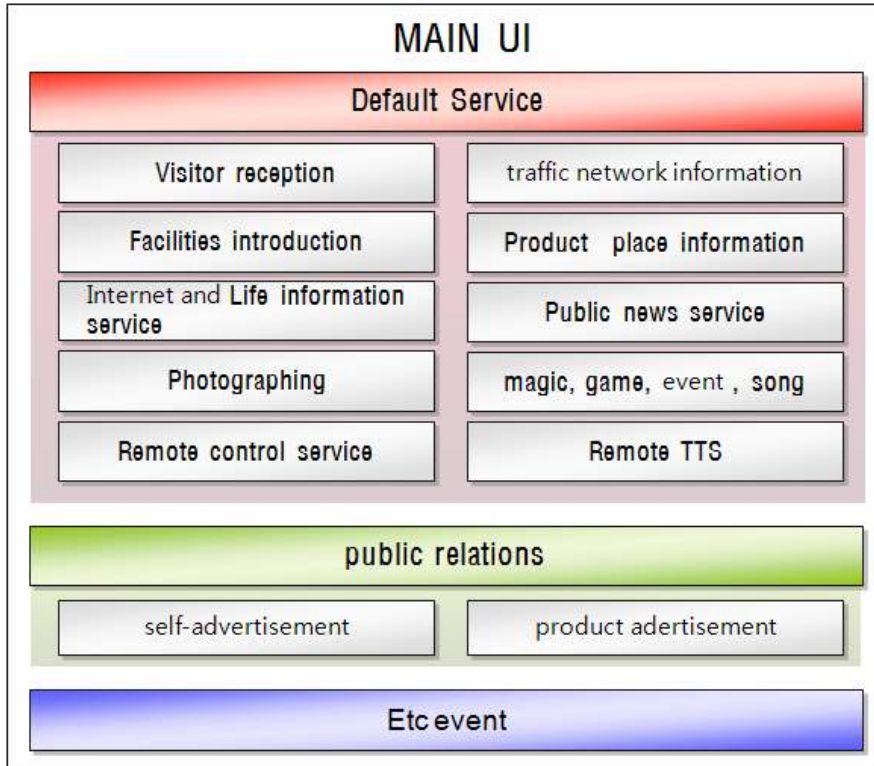 MAIN UI
Default Service
Visitor reception
traffic network information
Facilities introduction
Product place information
Internet and Life information
service
Public news service
Photographing
magic, game, event , song
Remote control service
Remote TTS
public relations
self-advertisement
product adertisement
Etc event